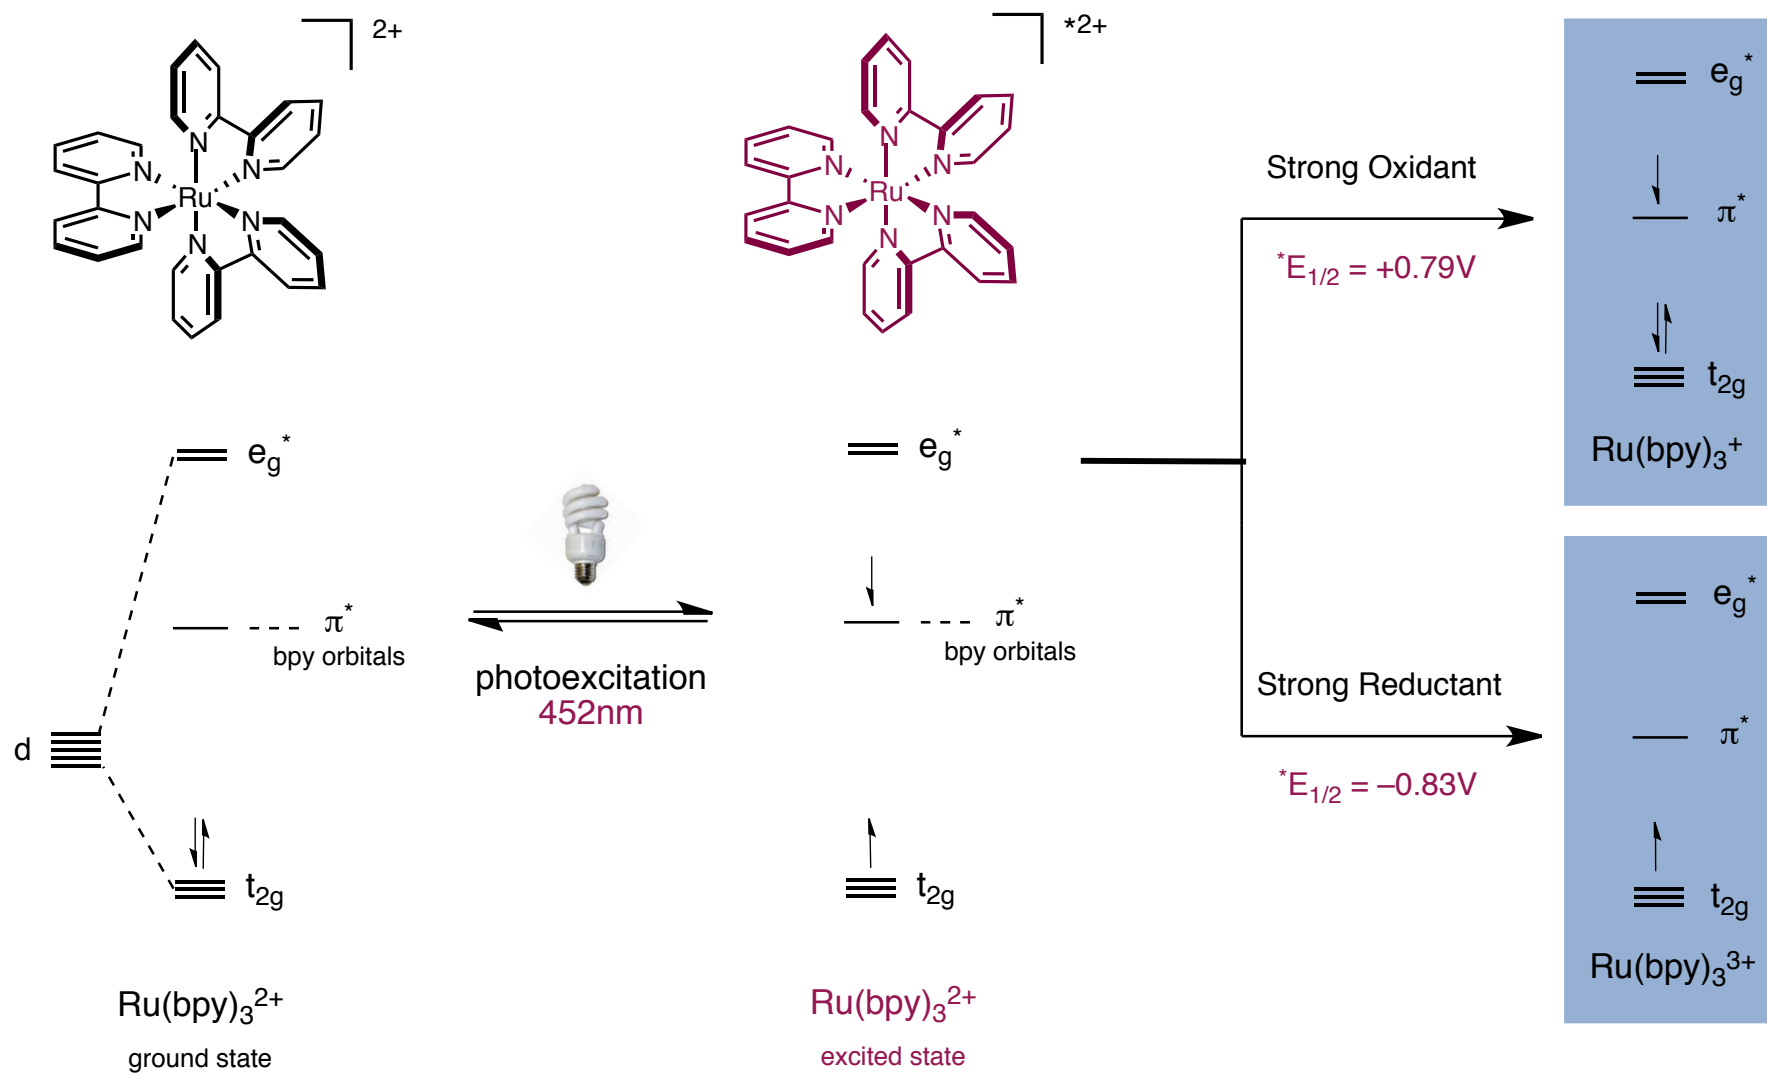 2+
N
N
N
N
N
N
Ru
*2+
N
N
N
N
N
N
Ru
Strong Oxidant
*E1/2 = +0.79V
eg*
π*
t2g
Ru(bpy)3+
eg*
π*
bpy orbitals
d
t2g
Ru(bpy)32+
ground state
photoexcitation
452nm
eg*
π*
bpy orbitals
t2g
Ru(bpy)32+
excited state
Strong Reductant
*E1/2 = –0.83V
eg*
π*
t2g
Ru(bpy)33+